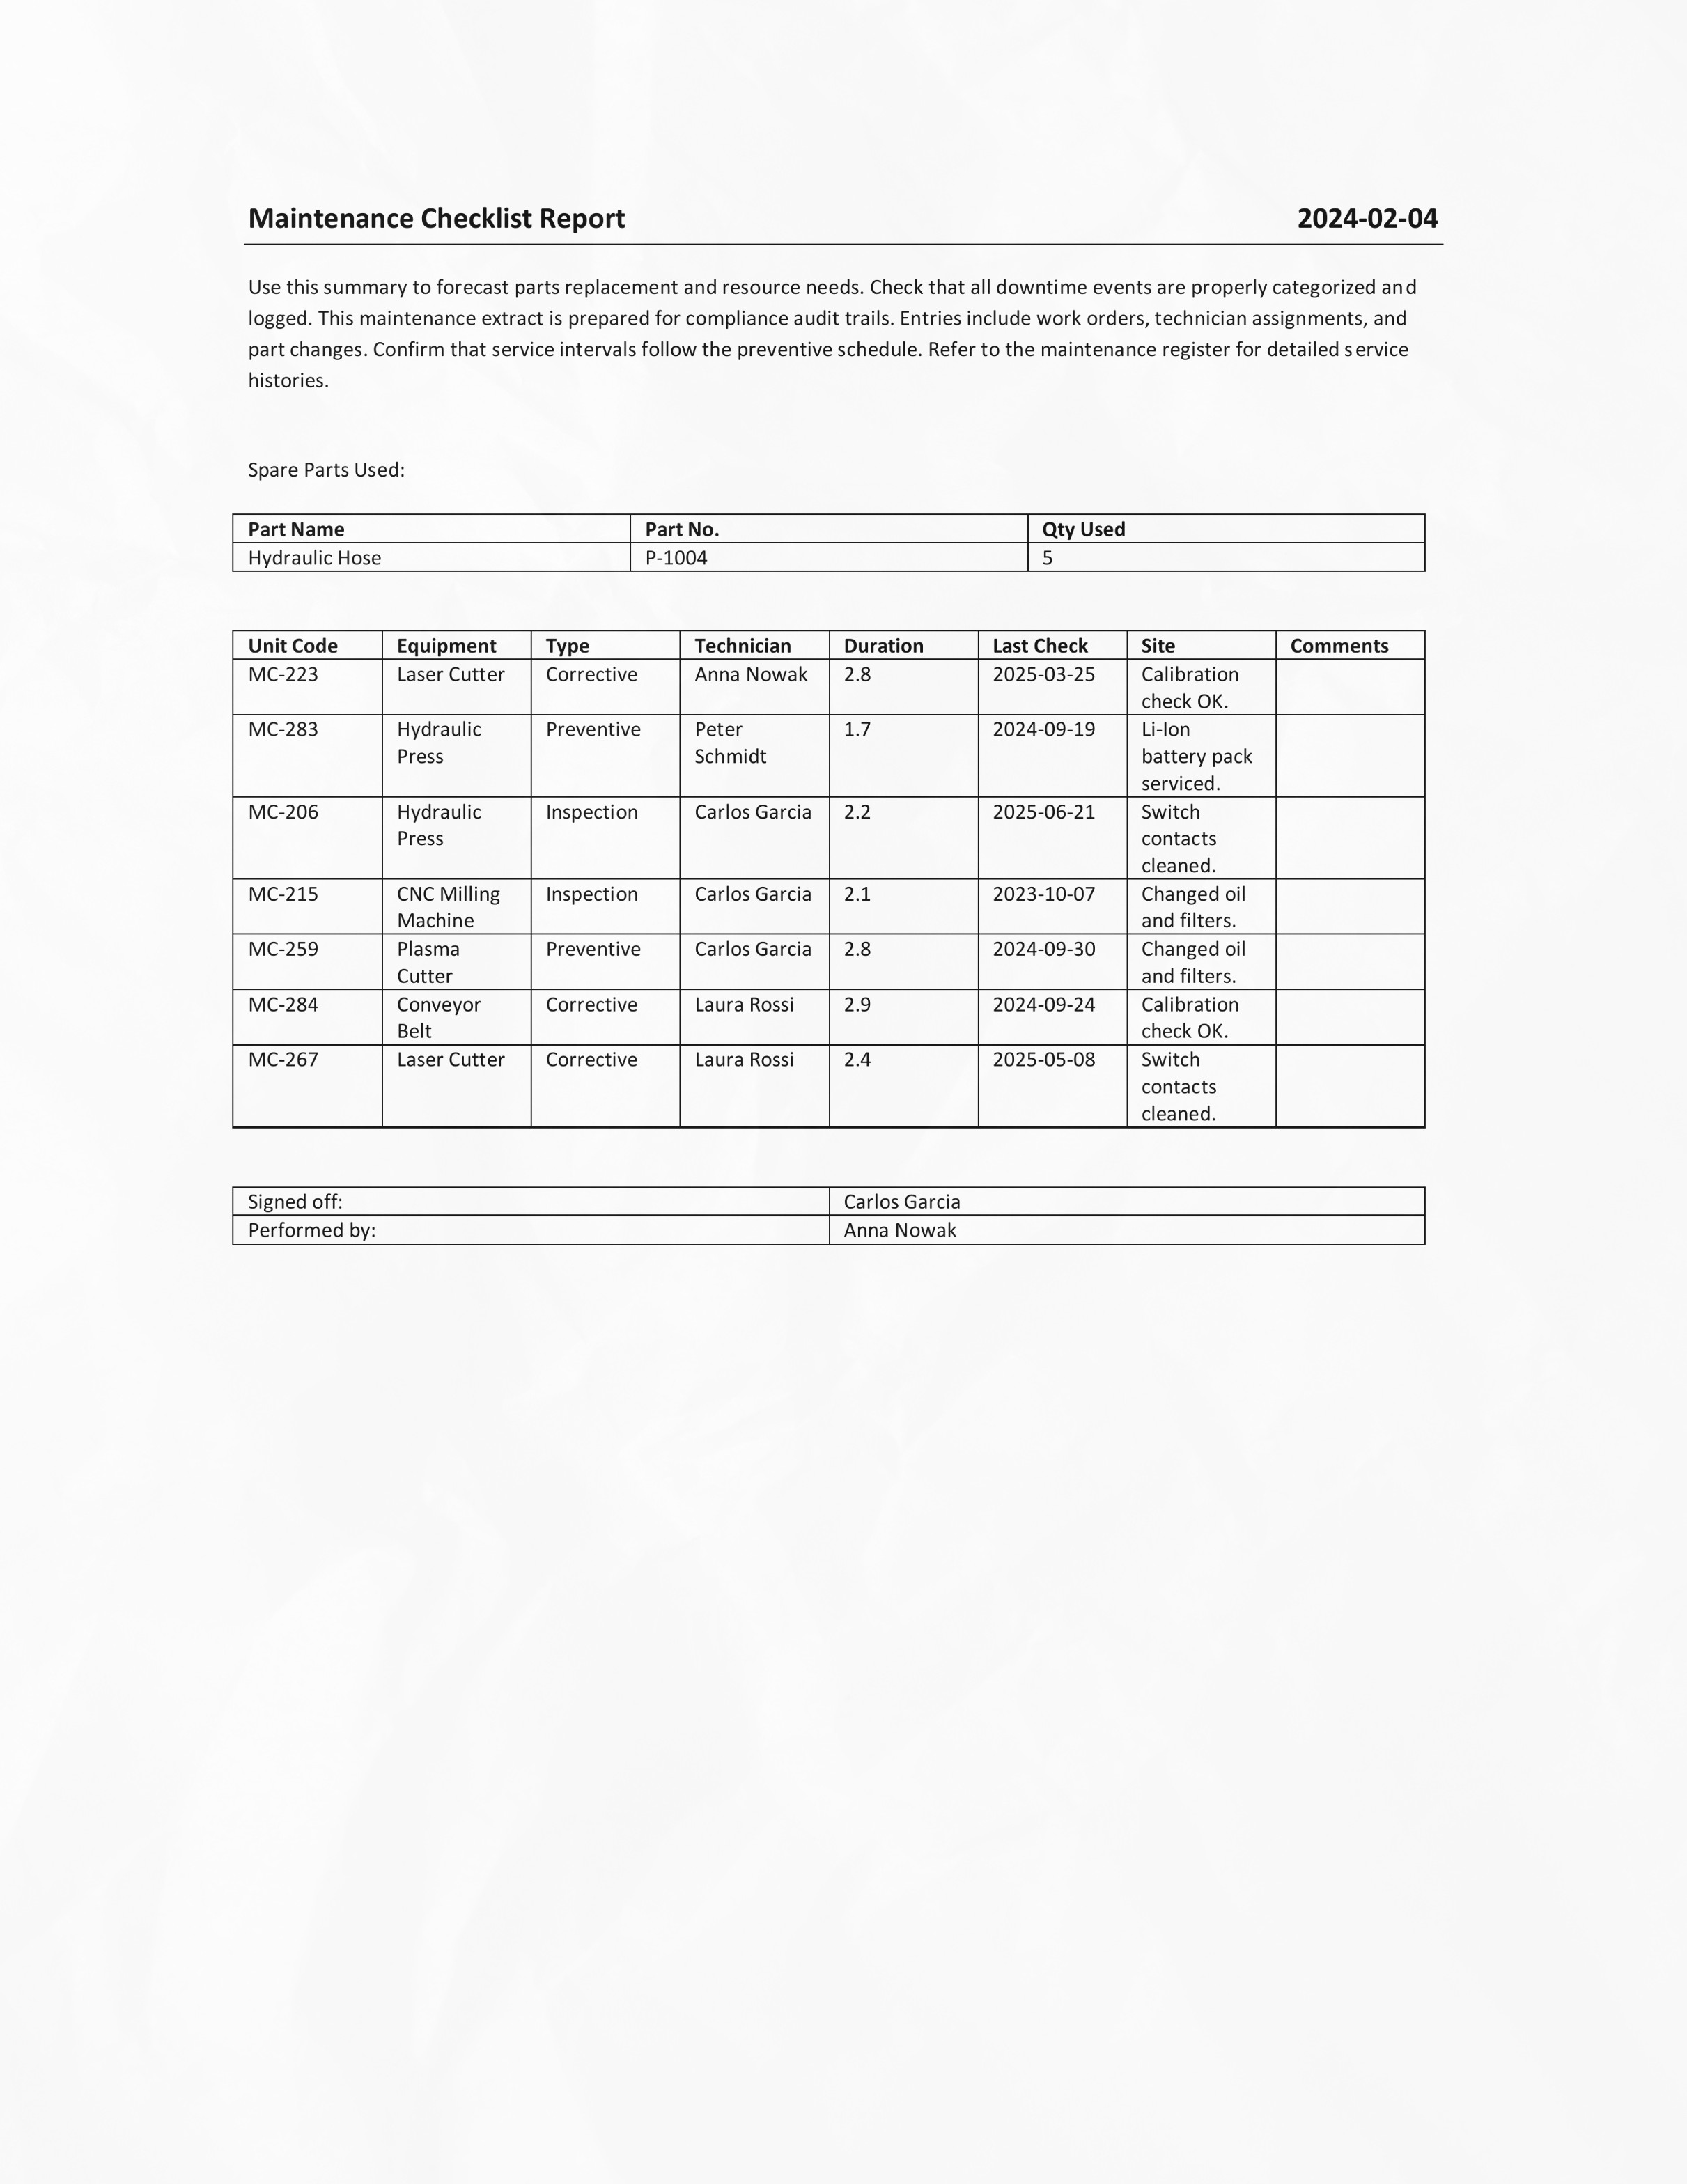 Maintenance Checklist Report 2024-02-04
Use this summary to forecast parts replacement and resource needs. Check that all downtime events are properly categorized and
logged. This maintenance extract is prepared for compliance audit trails. Entries include work orders, technician assignments, and
part changes. Confirm that service intervals follow the preventive schedule. Refer to the maintenance register for detailed service
histories.
Spare Parts Used:
Part Name Part No. Qty Used
Hydraulic Hose P-1004 5
Unit Code Equipment Type Technician Duration Last Check Site Comments
MC-223 Laser Cutter Corrective Anna Nowak 2.8 2025-03-25 Calibration
check OK.
MC-283 Hydraulic Preventive Peter 1.7 2024-09-19 Li-Ion
Press Schmidt battery pack
serviced.
MC-206 Hydraulic Inspection Carlos Garcia 2.2 2025-06-21 Switch
Press contacts
cleaned.
MC-215 CNC Milling Inspection Carlos Garcia 2.1 2023-10-07 Changed oil
Machine and filters.
MC-259 Plasma Preventive Carlos Garcia 2.8 2024-09-30 Changed oil
Cutter and filters.
MC-284 Conveyor Corrective Laura Rossi 2.9 2024-09-24 Calibration
Belt check OK.
MC-267 Laser Cutter Corrective Laura Rossi 2.4 2025-05-08 Switch
contacts
cleaned.
Signed off: Carlos Garcia
Performed by: Anna Nowak